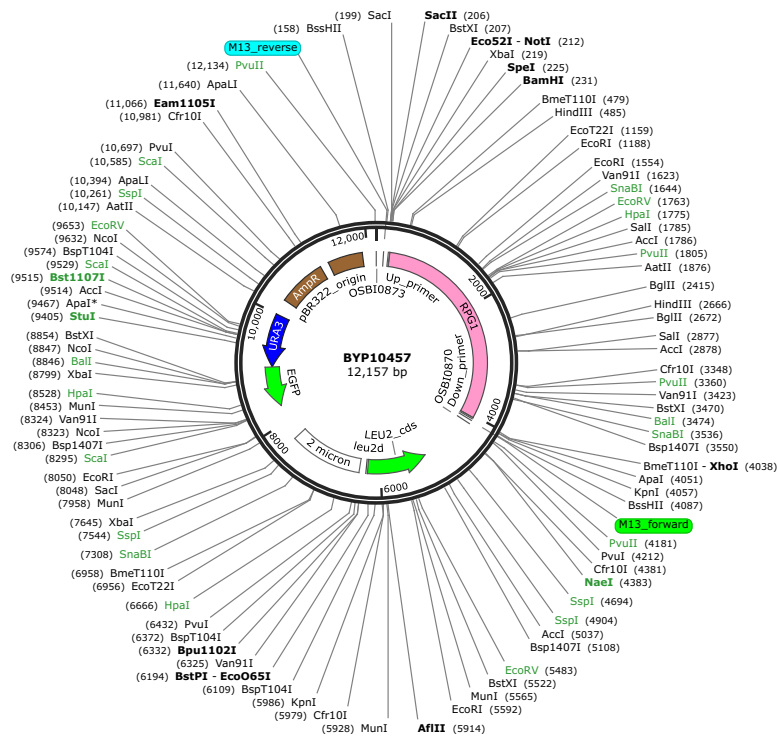 (199) SacI
(158) BssHII
M13_reverse
(12,134) PvuII
(11,640) ApaLI
(11,066) Eam1105I
(10,981) Cfr10I
(10,697) PvuI
(10,585) ScaI
(10,394) ApaLI
(10,261) SspI
(10,147) AatII
(9653) EcoRV
(9632) NcoI
(9574) BspT104I
(9529) ScaI
(9515) Bst1107I
(9514) AccI
(9467) ApaI*
(9405) StuI
(8854) BstXI
(8847) NcoI
(8846) BalI
(8799) XbaI
(8528) HpaI
(8453) MunI
(8324) Van91I
(8323) NcoI
(8306) Bsp1407I
(8295) ScaI
(8050) EcoRI
(8048) SacI
(7958) MunI
(7645) XbaI
(7544) SspI
(7308) SnaBI
(6958) BmeT110I
(6956) EcoT22I
(6666) HpaI
(6432) PvuI
(6372) BspT104I
(6332) Bpu1102I
(6325) Van91I
(6194) BstPI - EcoO65I
(6109) BspT104I
(5986) KpnI
(5979) Cfr10I
(5928) MunI
SacII (206)
BstXI (207)
Eco52I - NotI (212)
XbaI (219)
SpeI (225)
BamHI (231)
BmeT110I (479)
HindIII (485)
EcoT22I (1159)
EcoRI (1188)
EcoRI (1554)
Van91I (1623)
SnaBI (1644)
EcoRV (1763)
HpaI (1775)
SalI (1785)
AccI (1786)
PvuII (1805)
AatII (1876)
BglII (2415)
HindIII (2666)
BglII (2672)
SalI (2877)
AccI (2878)
Cfr10I (3348)
PvuII (3360)
Van91I (3423)
BstXI (3470)
BalI (3474)
SnaBI (3536)
Bsp1407I (3550)
BmeT110I - XhoI (4038)
ApaI (4051)
KpnI (4057)
BssHII (4087)
M13_forward
PvuII (4181)
PvuI (4212)
Cfr10I (4381)
NaeI (4383)
SspI (4694)
SspI (4904)
AccI (5037)
Bsp1407I (5108)
EcoRV (5483)
BstXI (5522)
MunI (5565)
EcoRI (5592)
AflII (5914)
12,000
2000
4000
6000
8000
10,000
AmpR
pBR322_origin
OSBI0873
Up_primer
RPG1
URA3
EGFP
BYP10457
12,157 bp
OSBI0870
Down_primer
LEU2_cds
leu2d
2 micron